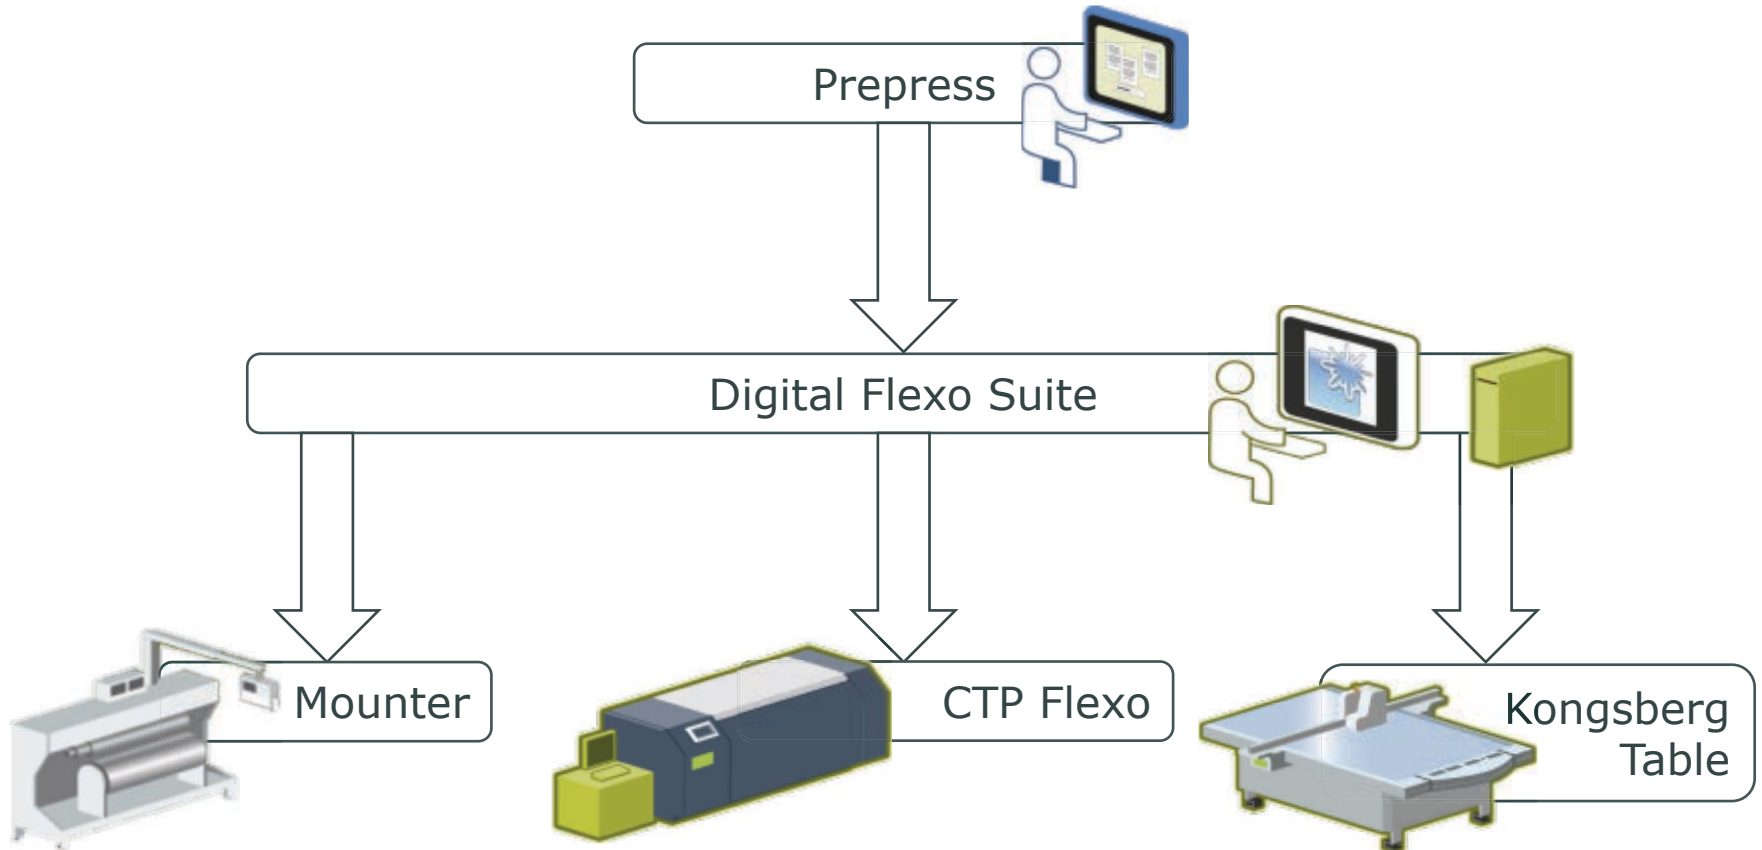 Prepress
Digital Flexo Suite
Mounter
CTP Flexo
Kongsberg
Table